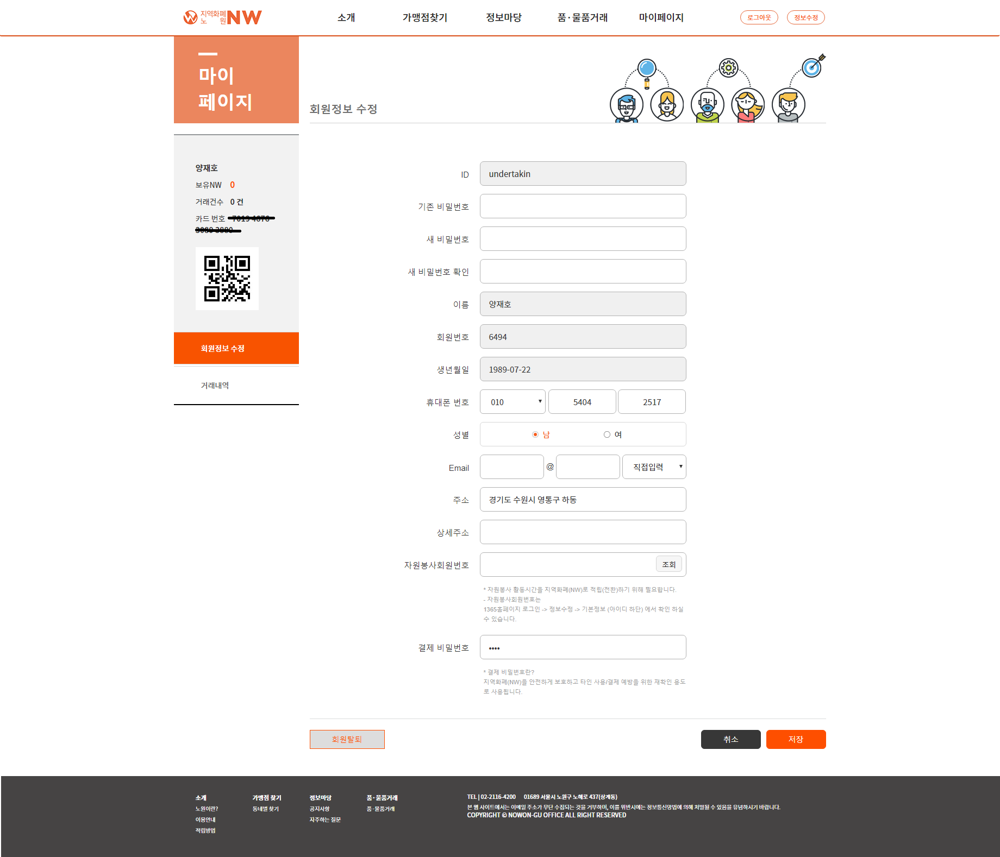 지역화폐
노 원 NW
소개
가맹점찾기
정보마당
품·물품거래
마이페이지
로그아웃
정보수정
마이
페이지
회원정보 수정
양재호
보유NW 0
거래건수 0 건
카드 번호
회원정보 수정
거래내역
ID undertakin
기존 비밀번호
새 비밀번호
새 비밀번호 확인
이름 양재호
회원번호 6494
생년월일 1989-07-22
휴대폰 번호 010 5404 2517
성별 남 여
Email @ 직접입력
주소 경기도 수원시 영통구 하동
상세주소
자원봉사회원번호 조회
* 자원봉사 활동시간을 지역화폐(NW)로 적립(전환)하기 위해 필요합니다.
- 자원봉사회원번호는
1365홈페이지 로그인 -> 정보수정 -> 기본정보 (아이디 하단) 에서 확인 하실
수 있습니다.
결제 비밀번호 ••••
* 결제 비밀번호란?
지역화폐(NW)을 안전하게 보호하고 타인 사용/결제 예방을 위한 재확인 용도
로 사용됩니다.
회원탈퇴
취소
저장
소개
노원이란?
이용안내
적립방법
가맹점 찾기
동네별 찾기
정보마당
공지사항
자주하는 질문
품·물품거래
품·물품거래
TEL | 02-2116-4200 01689 서울시 노원구 노해로 437(상계동)
본 웹 사이트에서는 이메일 주소가 무단 수집되는 것을 거부하며, 이를 위반시에는 정보통신망법에 의해 처벌될 수 있음을 유념하시기 바랍니다.
COPYRIGHT © NOWON-GU OFFICE ALL RIGHT RESERVED